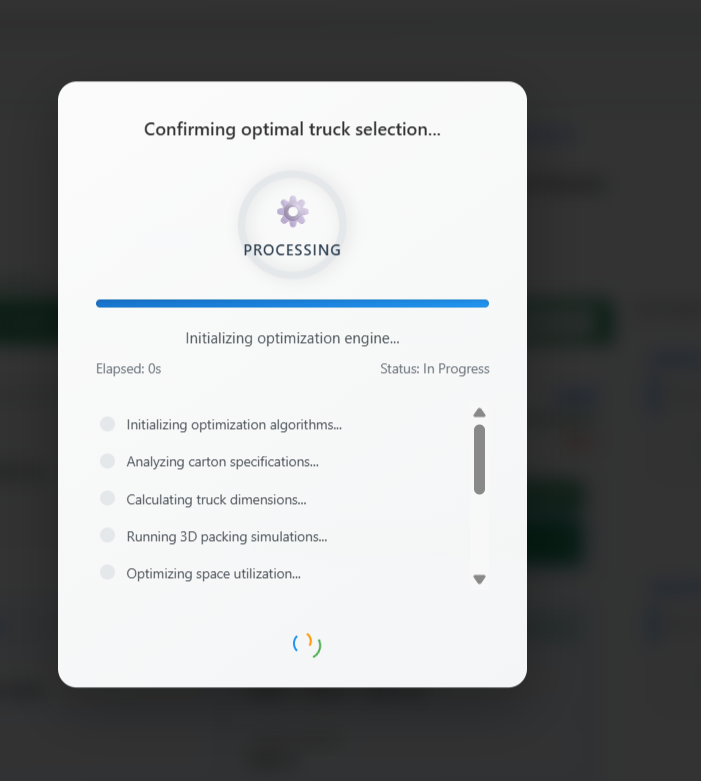 Confirming optimal truck selection...
PROCESSING
Initializing optimization engine...
Elapsed: 0s
Status: In Progress
Initializing optimization algorithms...
Analyzing carton specifications...
Calculating truck dimensions...
Running 3D packing simulations...
Optimizing space utilization...